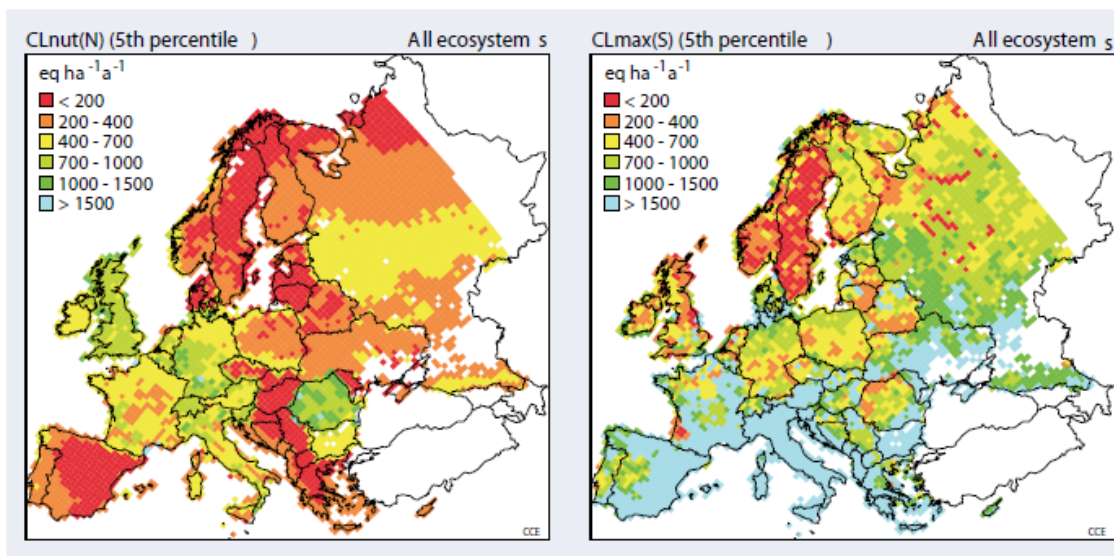 CLnut(N) (5th percentile ) All ecosystem s
eq ha -1 a -1
< 200
200 - 400
400 - 700
700 - 1000
1000 - 1500
> 1500
CCE
CLmax(S) (5th percentile ) All ecosystem s
eq ha -1 a -1
< 200
200 - 400
400 - 700
700 - 1000
1000 - 1500
> 1500
CCE